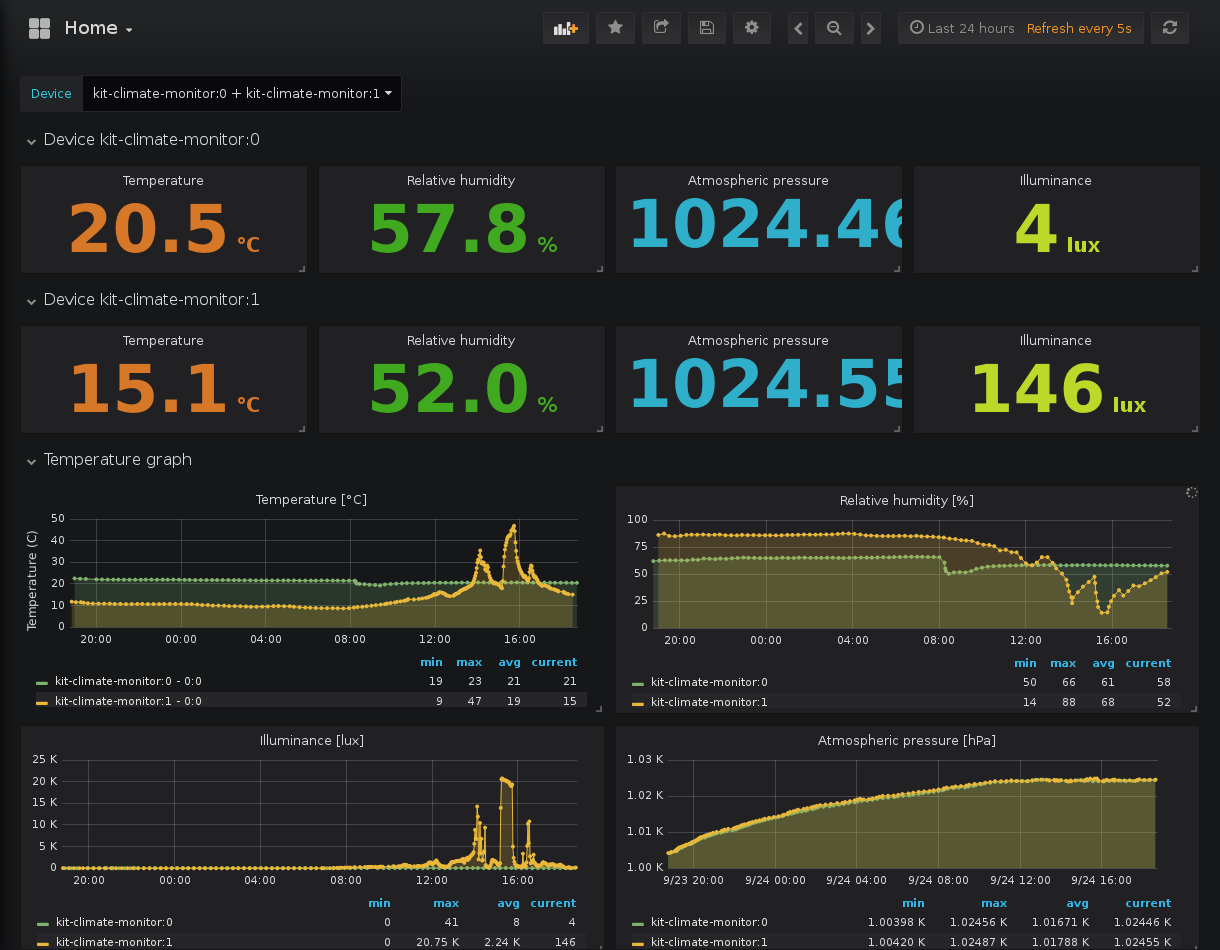 Home
Last 24 hours Refresh every 5s
Device kit-climate-monitor:0 + kit-climate-monitor:1
Device kit-climate-monitor:0
Temperature Relative humidity Atmospheric pressure Illuminance
20.5 °C 57.8 % 1024.46 4 lux
Device kit-climate-monitor:1
Temperature Relative humidity Atmospheric pressure Illuminance
15.1 °C 52.0 % 1024.55 146 lux
Temperature graph
Temperature [°C]
Temperature (C)
50
40
30
20
10
0
20:00 00:00 04:00 08:00 12:00 16:00
min max avg current
kit-climate-monitor:0 - 0:0 19 23 21 21
kit-climate-monitor:1 - 0:0 9 47 19 15
Relative humidity [%]
100
75
50
25
0
20:00 00:00 04:00 08:00 12:00 16:00
min max avg current
kit-climate-monitor:0 50 66 61 58
kit-climate-monitor:1 14 88 68 52
Illuminance [lux]
25 K
20 K
15 K
10 K
5 K
0
20:00 00:00 04:00 08:00 12:00 16:00
min max avg current
kit-climate-monitor:0 0 41 8 4
kit-climate-monitor:1 0 20.75 K 2.24 K 146
Atmospheric pressure [hPa]
1.03 K
1.02 K
1.01 K
1.00 K
9/23 20:00 9/24 00:00 9/24 04:00 9/24 08:00 9/24 12:00 9/24 16:00
min max avg current
kit-climate-monitor:0 1.00398 K 1.02456 K 1.01671 K 1.02446 K
kit-climate-monitor:1 1.00420 K 1.02487 K 1.01788 K 1.02455 K